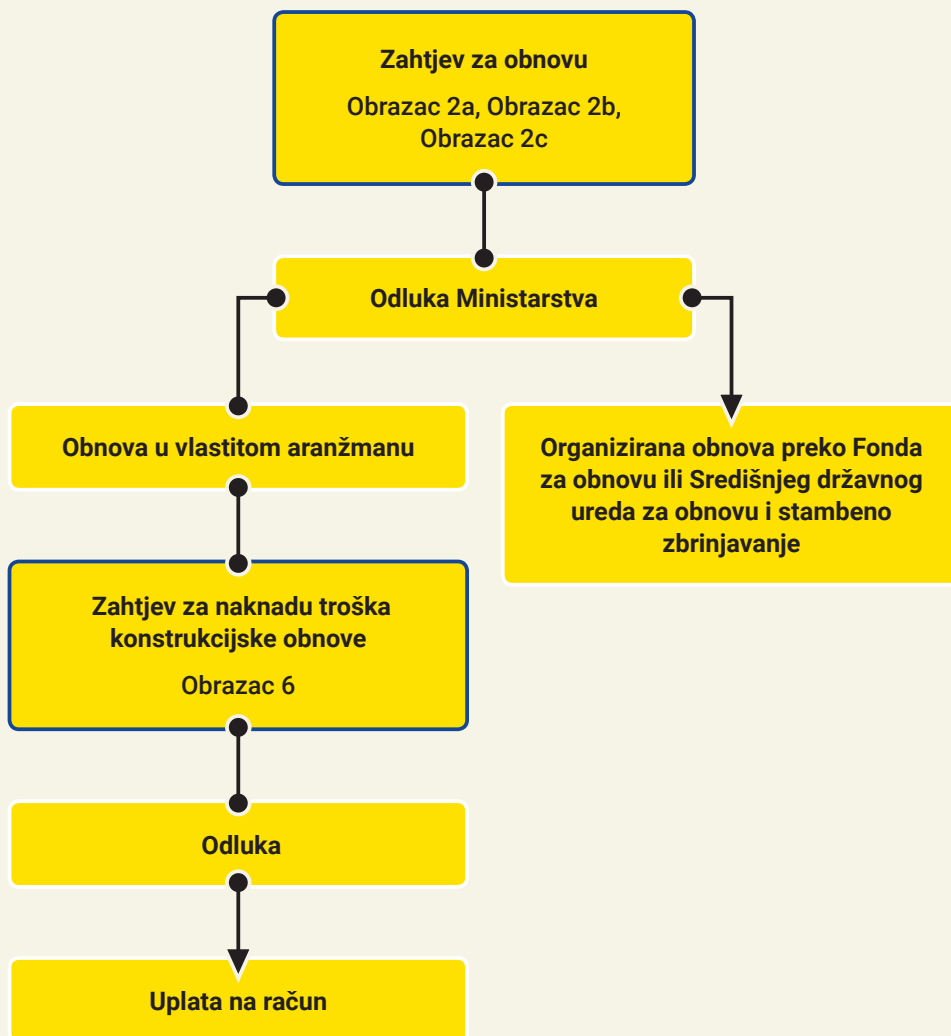 Zahtjev za obnovu
Obrazac 2a, Obrazac 2b,
Obrazac 2c
Odluka Ministarstva
Obnova u vlastitom aranžmanu
Organizirana obnova preko Fonda
za obnovu ili Središnjeg državnog
ureda za obnovu i stambeno
zbrinjavanje
Zahtjev za naknadu troška
konstrukcijske obnove
Obrazac 6
Odluka
Uplata na račun